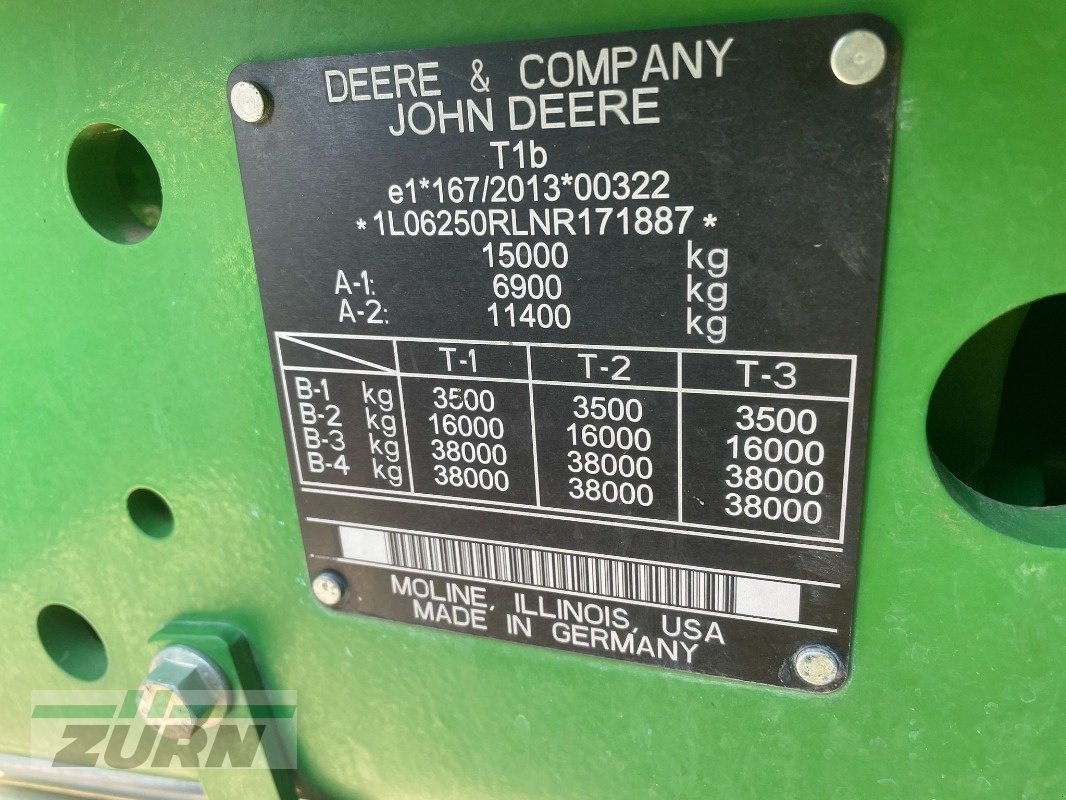 DEERE & COMPANY
JOHN DEERE
T1b
e1*167/2013*00322
*1L06250RLNR171887*
15000 kg
A-1: 6900 kg
A-2: 11400 kg
T-1 T-2 T-3
B-1 kg 3500 3500 3500
B-2 kg 16000 16000 16000
B-3 kg 38000 38000 38000
B-4 kg 38000 38000 38000
MOLINE, ILLINOIS, USA
MADE IN GERMANY
ZÜRN